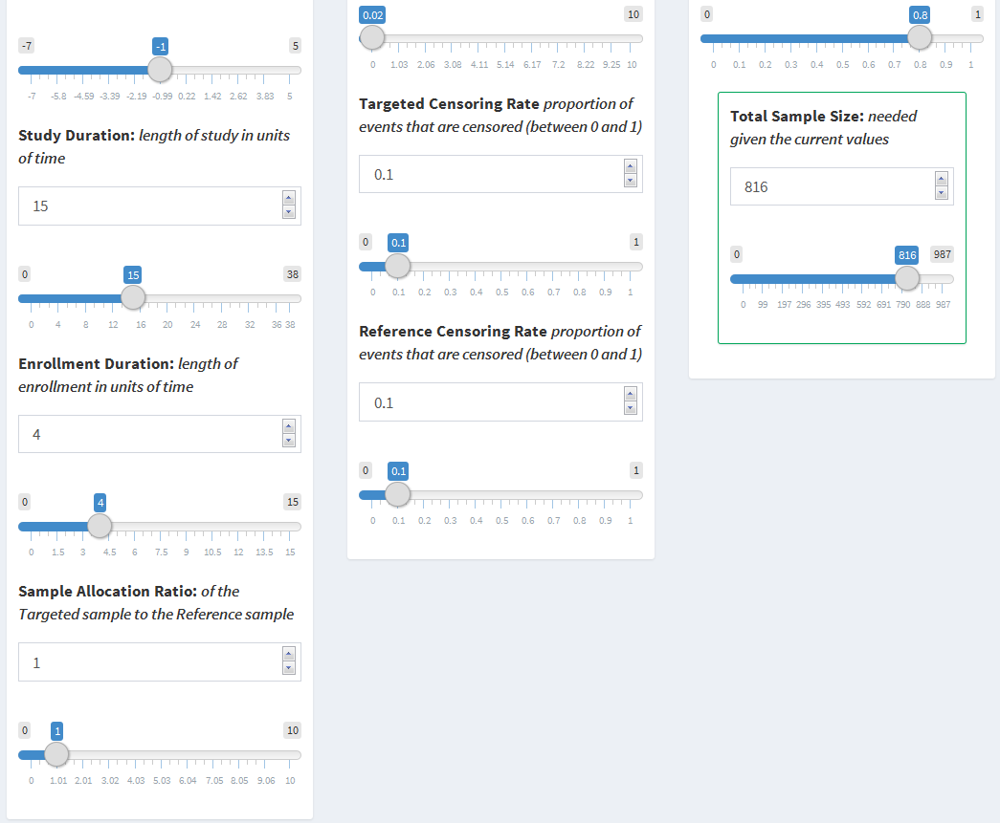 -7 -1 5
-7 -5.8 -4.59 -3.39 -2.19 -0.99 0.22 1.42 2.62 3.83 5
Study Duration: length of study in units
of time
15
0 15 38
0 4 8 12 16 20 24 28 32 36 38
Enrollment Duration: length of
enrollment in units of time
4
0 4 15
0 1.5 3 4.5 6 7.5 9 10.5 12 13.5 15
Sample Allocation Ratio: of the
Targeted sample to the Reference sample
1
0 1 10
0 1.01 2.01 3.02 4.03 5.03 6.04 7.05 8.05 9.06 10
0.02 10
0 1.03 2.06 3.08 4.11 5.14 6.17 7.2 8.22 9.25 10
Targeted Censoring Rate proportion of
events that are censored (between 0 and 1)
0.1
0 0.1 1
0 0.1 0.2 0.3 0.4 0.5 0.6 0.7 0.8 0.9 1
Reference Censoring Rate proportion of
events that are censored (between 0 and 1)
0.1
0 0.1 1
0 0.1 0.2 0.3 0.4 0.5 0.6 0.7 0.8 0.9 1
0 0.8 1
0 0.1 0.2 0.3 0.4 0.5 0.6 0.7 0.8 0.9 1
Total Sample Size: needed
given the current values
816
0 816 987
0 99 197 296 395 493 592 691 790 888 987